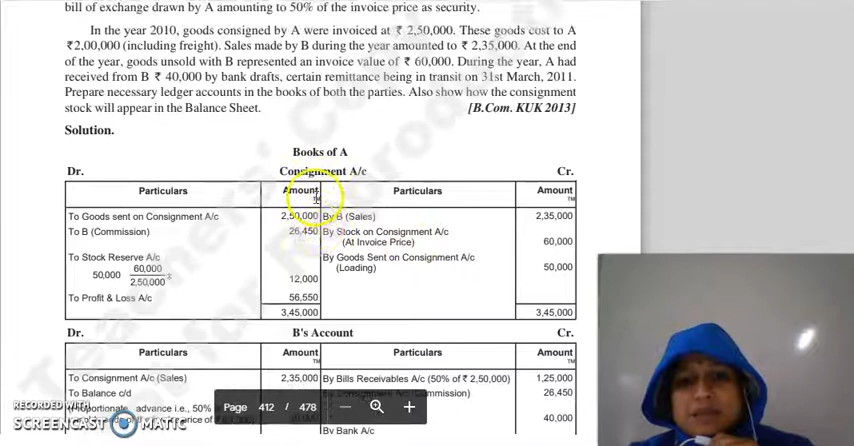 bill of exchange drawn by A amounting to 50% of the invoice price as security.
In the year 2010, goods consigned by A were invoiced at ₹ 2,50,000. These goods cost to A
₹2,00,000 (including freight). Sales made by B during the year amounted to ₹ 2,35,000. At the end
of the year, goods unsold with B represented an invoice value of ₹ 60,000. During the year, A had
received from B ₹ 40,000 by bank drafts, certain remittance being in transit on 31st March, 2011.
Prepare necessary ledger accounts in the books of both the parties. Also show how the consignment
stock will appear in the Balance Sheet. [B.Com. KUK 2013]
Solution.
Books of A
Dr. Consignment A/c Cr.
Particulars Amount Particulars Amount
TM TM
To Goods sent on Consignment A/c 2,50,000 By B (Sales) 2,35,000
To B (Commission) 26,450 By Stock on Consignment A/c
(At Invoice Price) 60,000
To Stock Reserve A/c By Goods Sent on Consignment A/c
50,000 60,000 / 2,50,000 12,000 (Loading) 50,000
To Profit & Loss A/c 56,550
3,45,000 3,45,000
Dr. B's Account Cr.
Particulars Amount Particulars Amount
TM TM
To Consignment A/c (Sales) 2,35,000 By Bills Receivables A/c (50% of ₹ 2,50,000) 1,25,000
To Balance c/d 26,450
(Proportionate advance i.e., 50% 40,000
By Bank A/c
Page 412 / 478
RECORDED WITH
SCREENCAST MATIC